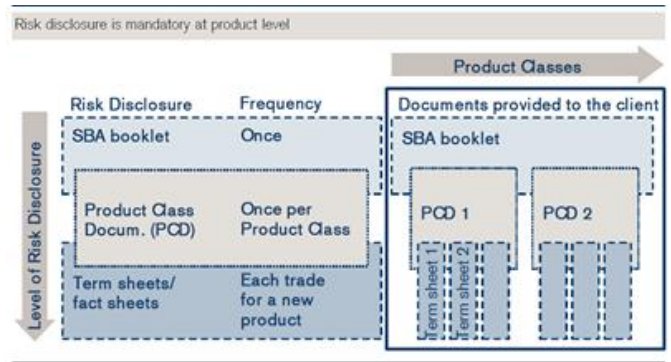 Risk disclosure is mandatory at product level
Product Classes
Level of Risk Disclosure
Risk Disclosure
Frequency
Documents provided to the client
SBA booklet
Once
SBA booklet
Product Class
Docum. (PCD)
Once per
Product Class
PCD 1
PCD 2
Term sheets/
fact sheets
Each trade
for a new
product
Term sheet 1
Term sheet 2